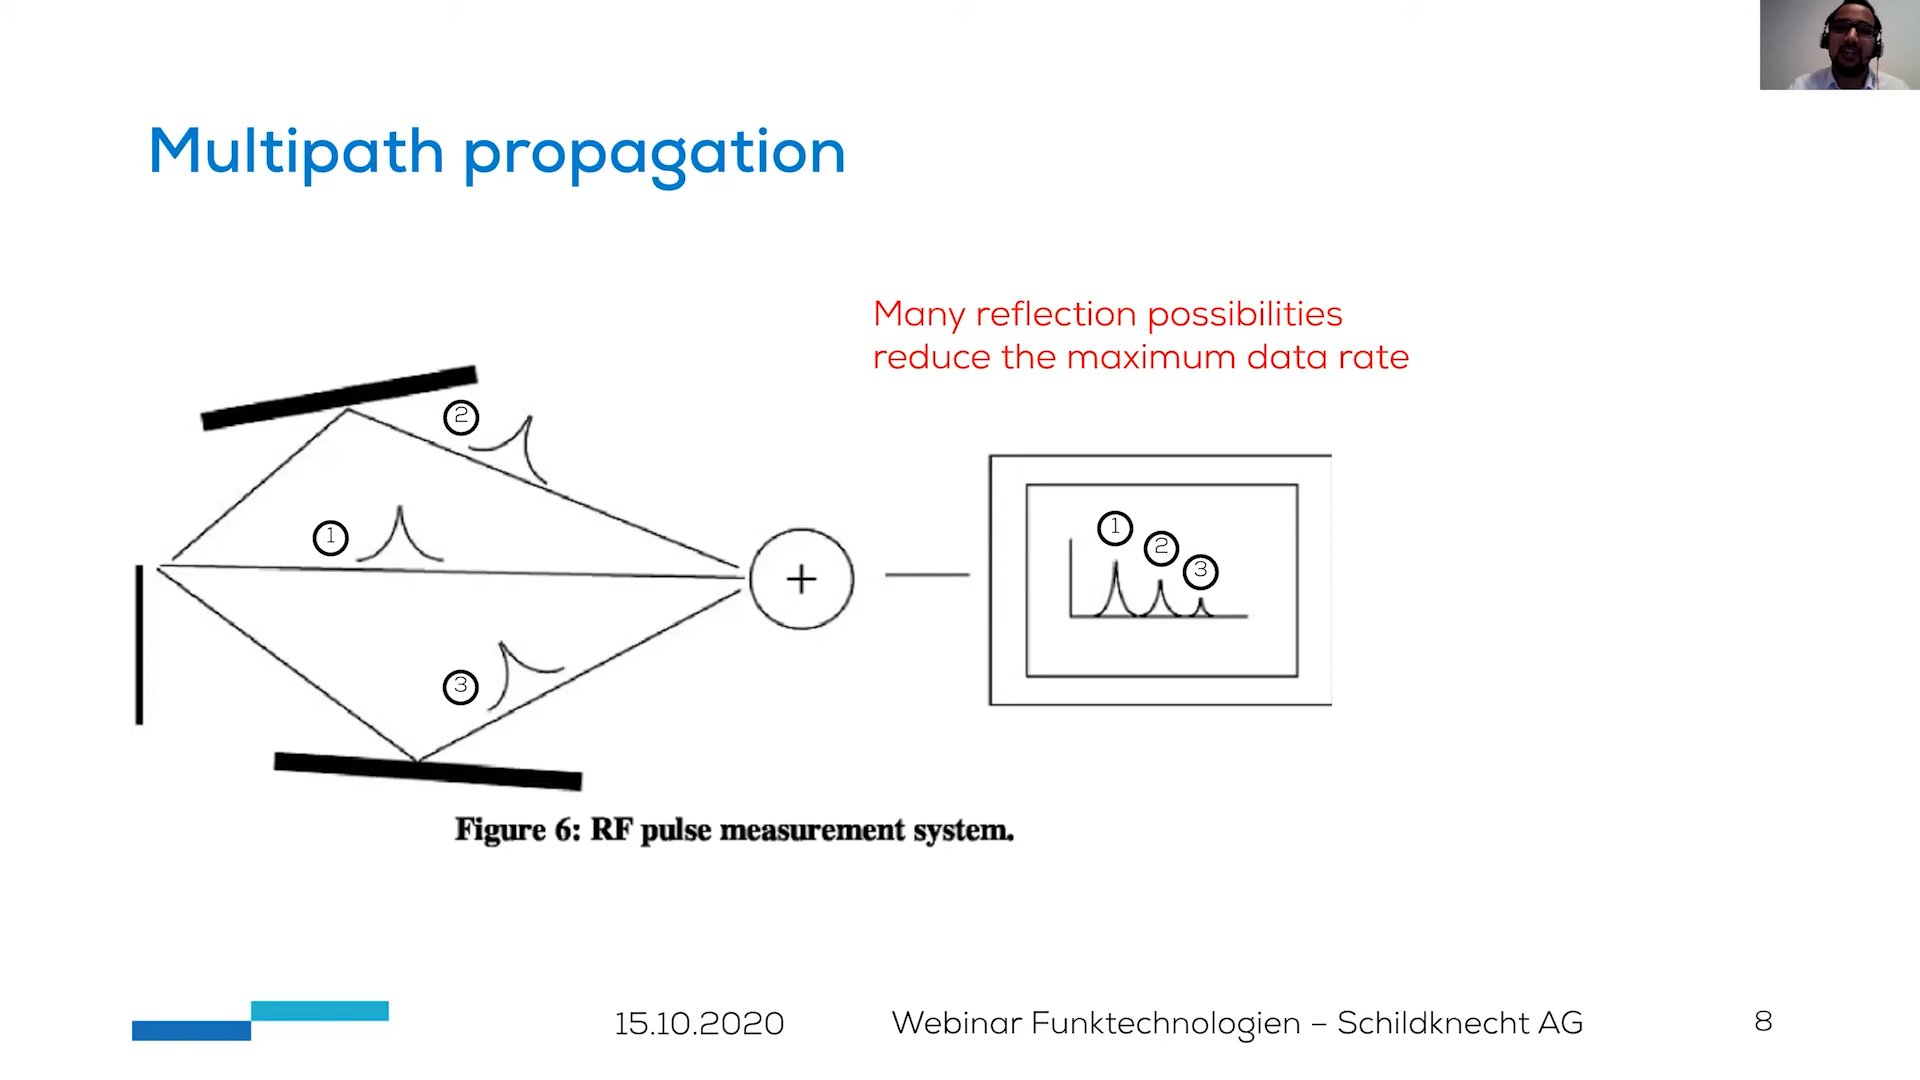 Multipath propagation
Many reflection possibilities
reduce the maximum data rate
2
1
3
+
1
2
3
Figure 6: RF pulse measurement system.
15.10.2020
Webinar Funktechnologien – Schildknecht AG
8